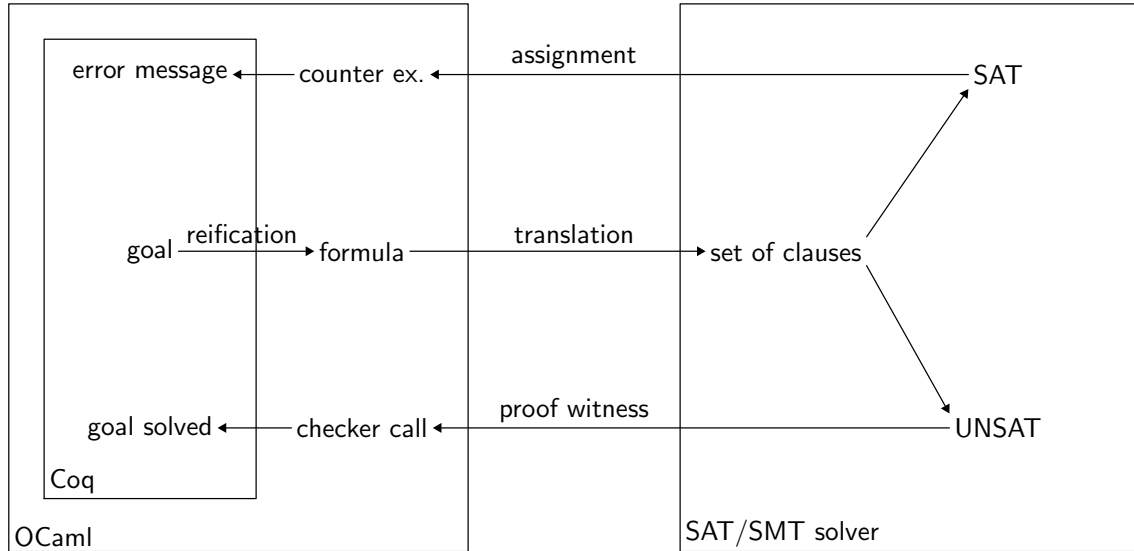 assignment
error message counter ex. SAT
reification translation
goal formula set of clauses
proof witness
goal solved checker call UNSAT
Coq
OCaml SAT/SMT solver